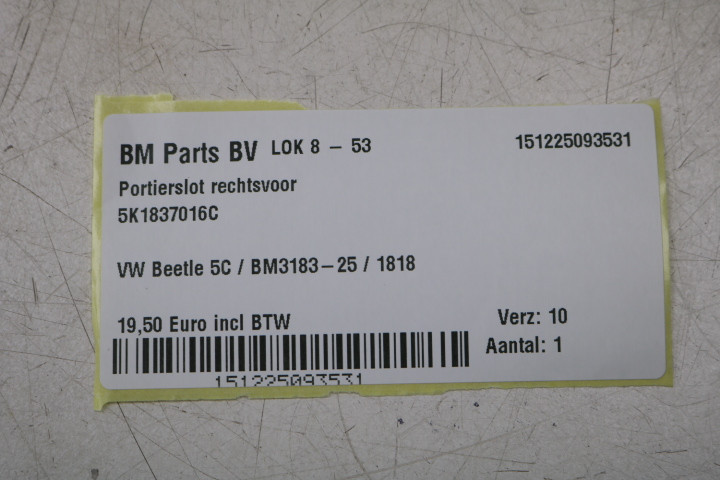 BM Parts BV LOK 8 - 53 151225093531
Portierslot rechtsvoor
5K1837016C
VW Beetle 5C / BM3183-25 / 1818
19,50 Euro incl BTW Verz: 10
Aantal: 1
151225093531